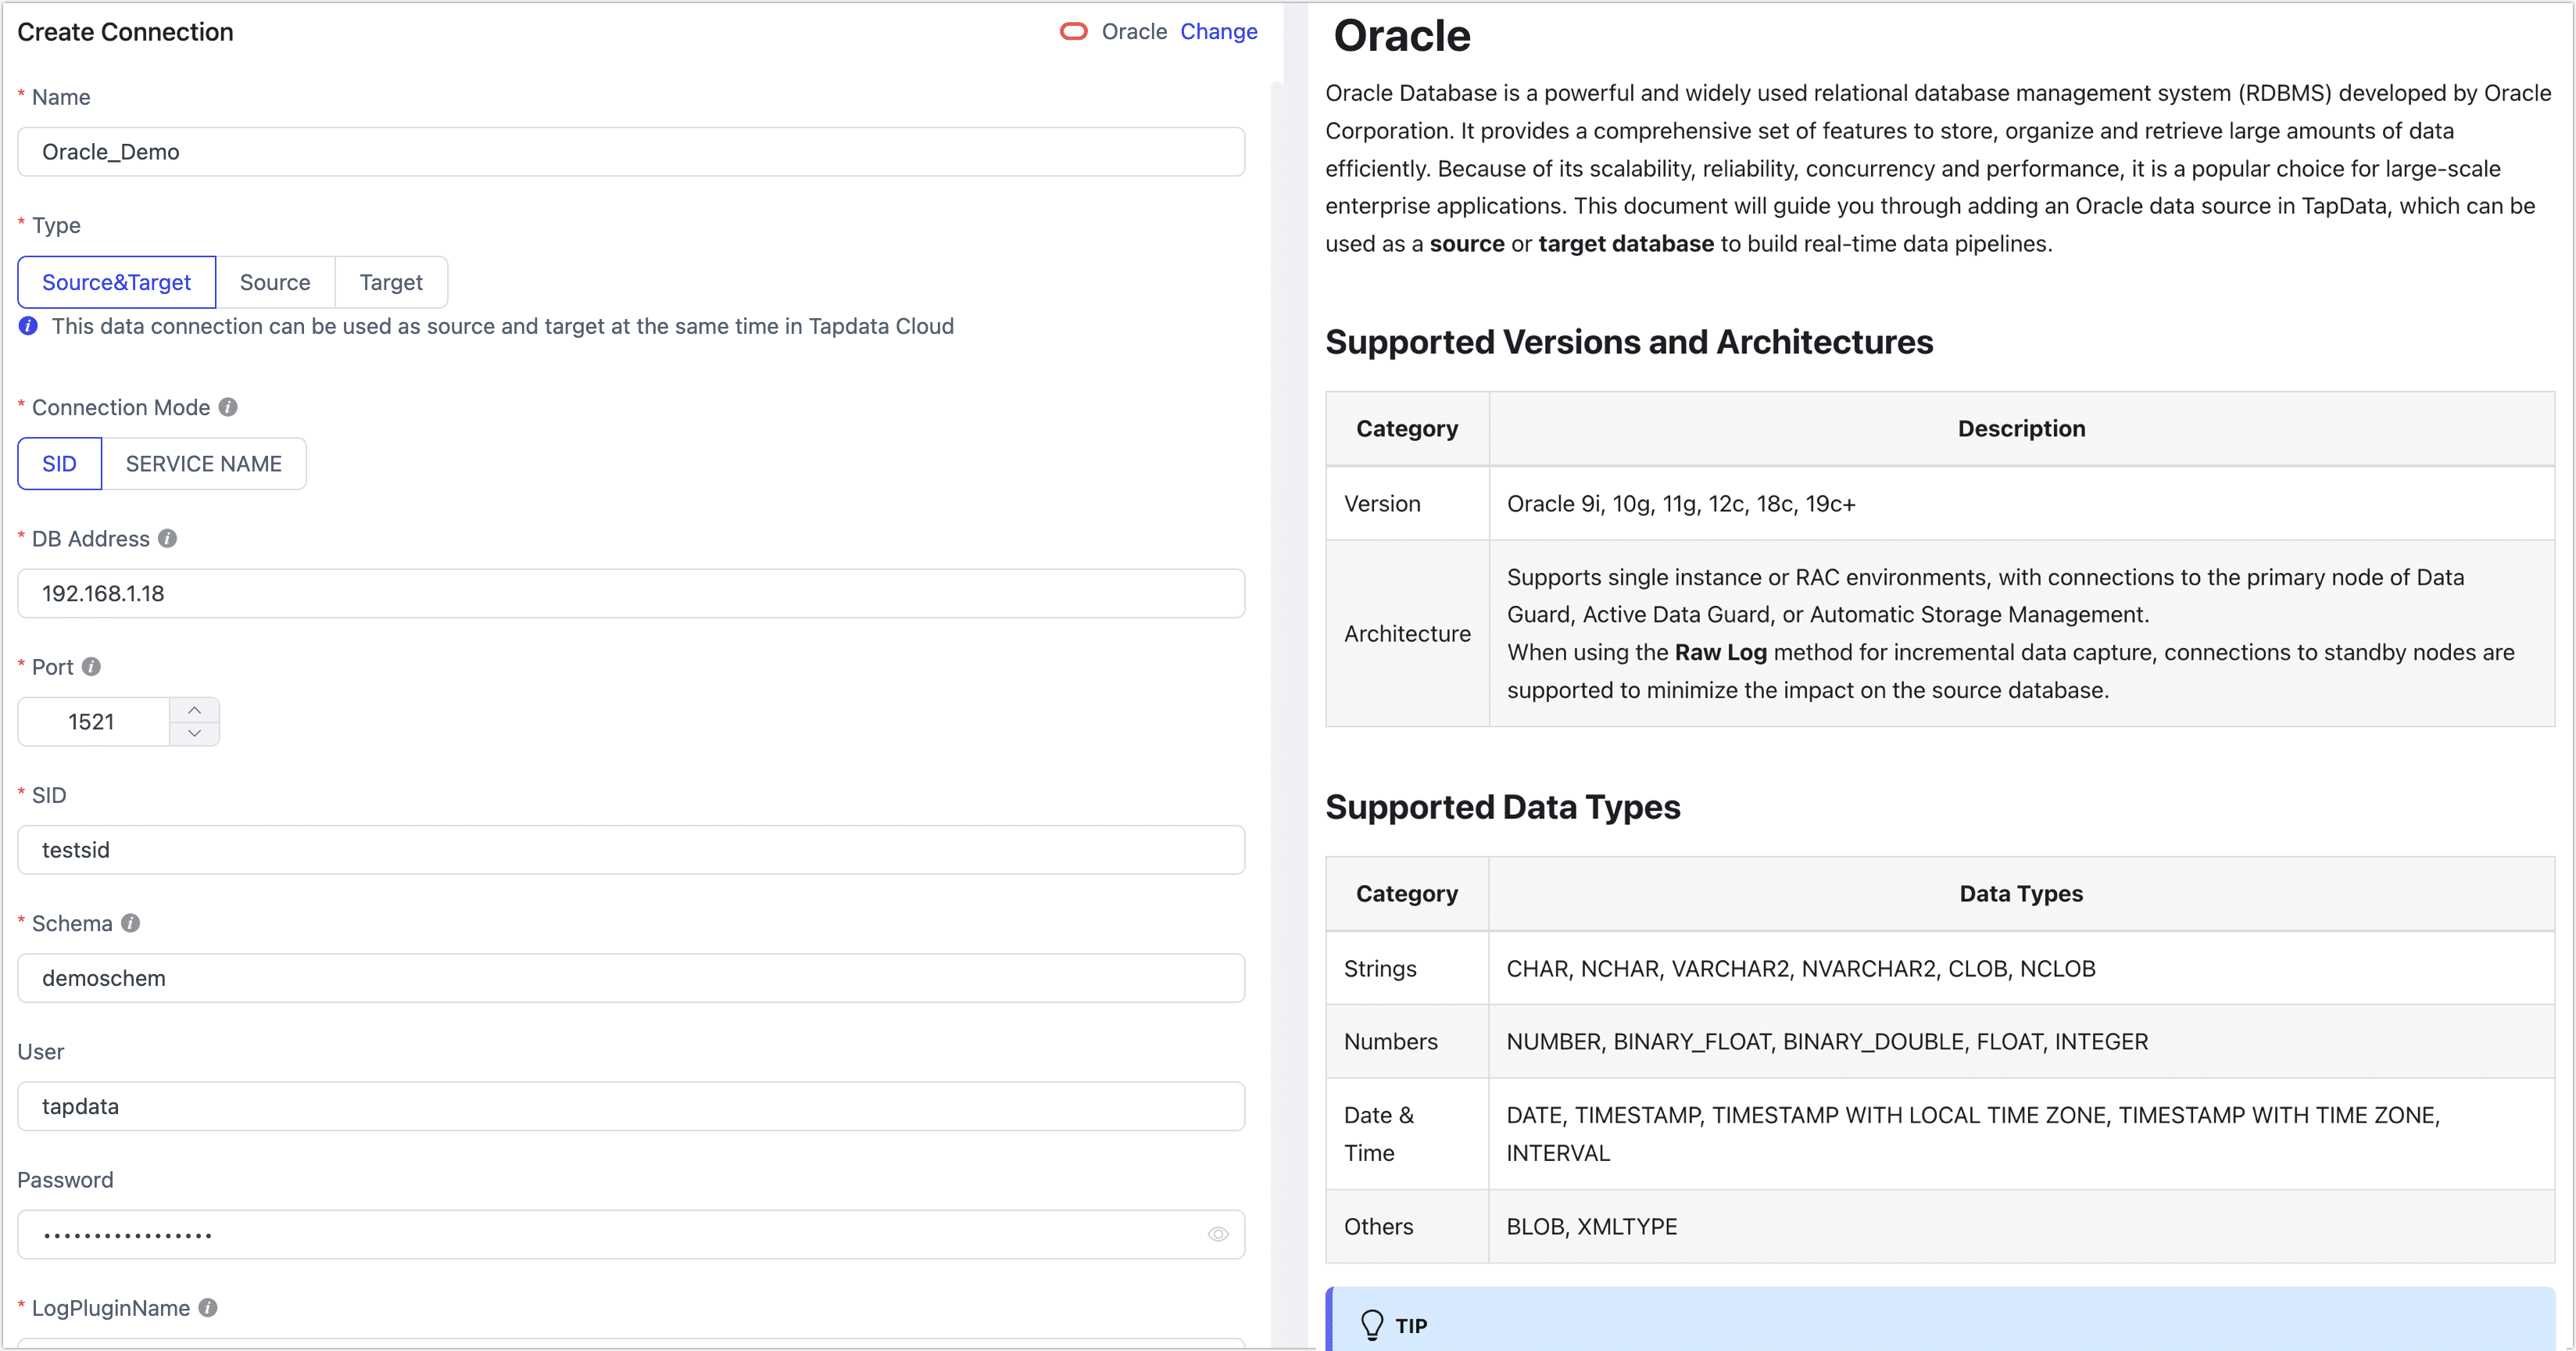 Create Connection
Oracle Change
* Name
Oracle_Demo
* Type
Source&Target Source Target
This data connection can be used as source and target at the same time in Tapdata Cloud
* Connection Mode
SID SERVICE NAME
* DB Address
192.168.1.18
* Port
1521
* SID
testsid
* Schema
demoschem
User
tapdata
Password
•••••••••••••••••
* LogPluginName
Oracle
Oracle Database is a powerful and widely used relational database management system (RDBMS) developed by Oracle
Corporation. It provides a comprehensive set of features to store, organize and retrieve large amounts of data
efficiently. Because of its scalability, reliability, concurrency and performance, it is a popular choice for large-scale
enterprise applications. This document will guide you through adding an Oracle data source in TapData, which can be
used as a source or target database to build real-time data pipelines.
Supported Versions and Architectures
Category Description
Version Oracle 9i, 10g, 11g, 12c, 18c, 19c+
Architecture
Supports single instance or RAC environments, with connections to the primary node of Data
Guard, Active Data Guard, or Automatic Storage Management.
When using the Raw Log method for incremental data capture, connections to standby nodes are
supported to minimize the impact on the source database.
Supported Data Types
Category Data Types
Strings CHAR, NCHAR, VARCHAR2, NVARCHAR2, CLOB, NCLOB
Numbers NUMBER, BINARY_FLOAT, BINARY_DOUBLE, FLOAT, INTEGER
Date & DATE, TIMESTAMP, TIMESTAMP WITH LOCAL TIME ZONE, TIMESTAMP WITH TIME ZONE,
Time INTERVAL
Others BLOB, XMLTYPE
TIP